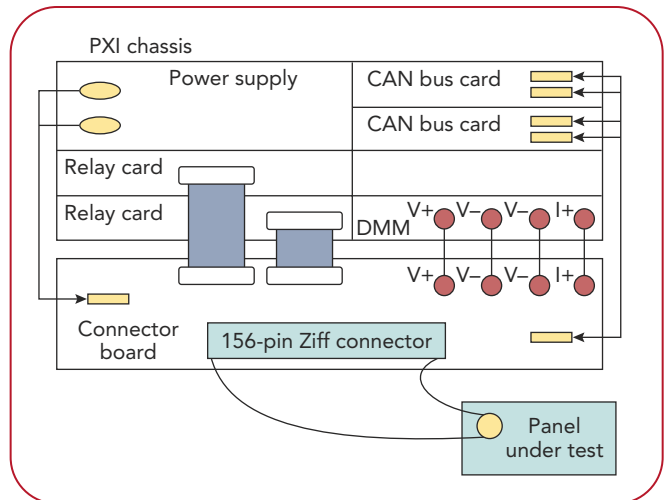 PXI chassis
Power supply
CAN bus card
CAN bus card
Relay card
Relay card
DMM
V+ V– V– I+
V+ V– V– I+
Connector
board
156-pin Ziff connector
Panel
under test